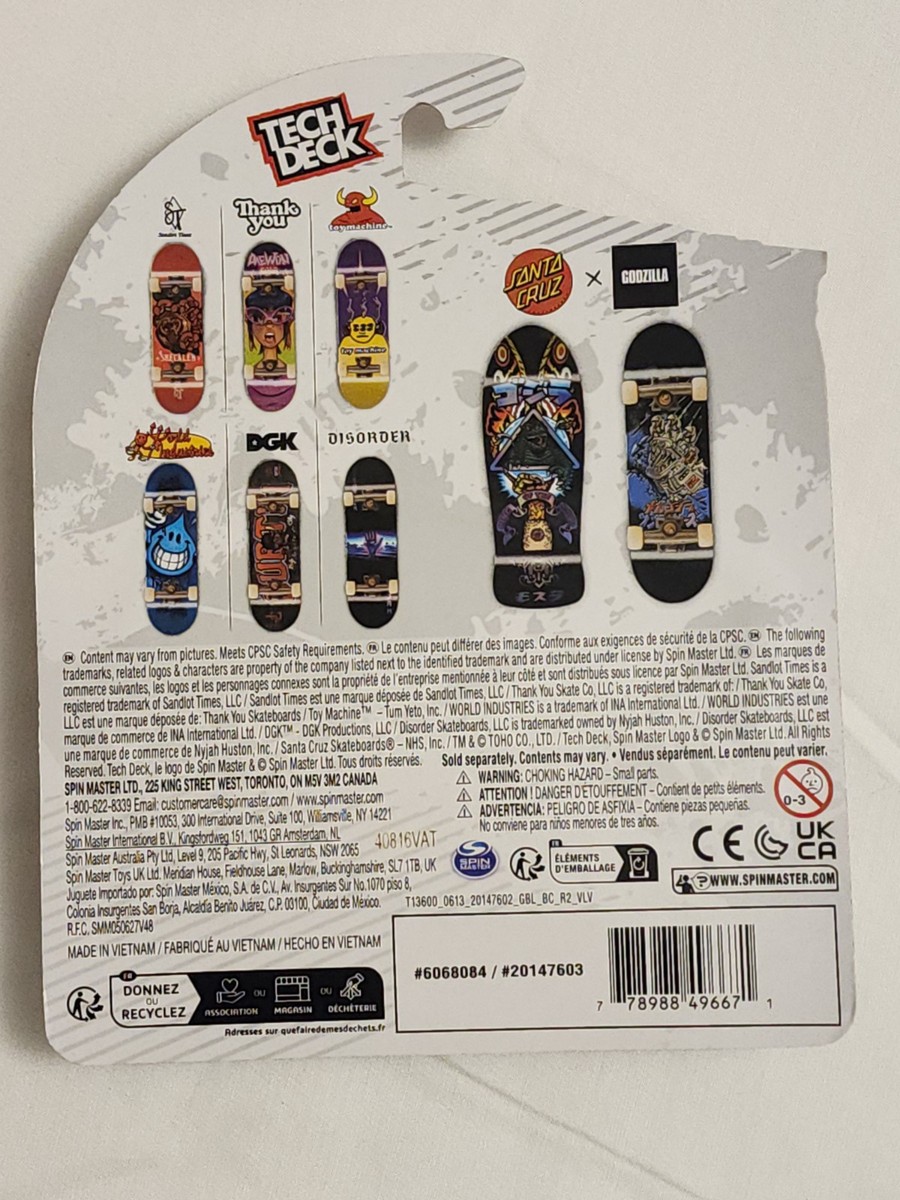 TECH DECK
Sandlot Times
Thank you
toy machine
SANTA CRUZ
X
GODZILLA
toy machine
World Industries
DGK
DISORDER
EN Content may vary from pictures. Meets CPSC Safety Requirements. FR Le contenu peut différer des images. Conforme aux exigences de sécurité de la CPSC. EN The following
trademarks, related logos & characters are property of the company listed next to the identified trademark and are distributed under license by Spin Master Ltd. FR Les marques de
commerce suivantes, les logos et les personnages connexes sont la propriété de l'entreprise mentionnée à leur côté et sont distribués sous licence par Spin Master Ltd. Sandlot Times is a
registered trademark of Sandlot Times, LLC / Sandlot Times est une marque déposée de Sandlot Times, LLC / Thank You Skate Co, LLC is a registered trademark of: / Thank You Skate Co,
LLC est une marque déposée de: Thank You Skateboards / Toy Machine™ – Tum Yeto, Inc. / WORLD INDUSTRIES is a trademark of INA International Ltd. / WORLD INDUSTRIES est une
marque de commerce de INA International Ltd. / DGK™ - DGK Productions, LLC / Disorder Skateboards, LLC is trademarked owned by Nyjah Huston, Inc. / Disorder Skateboards, LLC est
une marque de commerce de Nyjah Huston, Inc. / Santa Cruz Skateboards® – NHS, Inc. / TM & © TOHO CO., LTD. / Tech Deck, Spin Master Logo & © Spin Master Ltd. All Rights
Reserved. Tech Deck, le logo de Spin Master & © Spin Master Ltd. Tous droits réservés.
Sold separately. Contents may vary. • Vendus séparément. Le contenu peut varier.
SPIN MASTER LTD., 225 KING STREET WEST, TORONTO, ON M5V 3M2 CANADA
1-800-622-8339 Email: customercare@spinmaster.com / www.spinmaster.com
Spin Master Inc., PMB #10053, 300 International Drive, Suite 100, Williamsville, NY 14221
Spin Master International B.V., Kingsfordweg 151, 1043 GR Amsterdam, NL
Spin Master Australia Pty Ltd, Level 9, 205 Pacific Hwy, St Leonards, NSW 2065
Spin Master Toys UK Ltd. Meridian House, Fieldhouse Lane, Marlow, Buckinghamshire, SL7 1TB, UK
Juguete Importado por: Spin Master México, S.A. de C.V., Av. Insurgentes Sur No.1070 piso 8,
Colonia Insurgentes San Borja, Alcaldía Benito Juárez, C.P. 03100, Ciudad de México.
R.F.C. SMM050627V48
40816VAT
WARNING: CHOKING HAZARD – Small parts.
ATTENTION ! DANGER D'ÉTOUFFEMENT – Contient de petits éléments.
ADVERTENCIA: PELIGRO DE ASFIXIA – Contiene piezas pequeñas.
No conviene para niños menores de tres años.
0-3
SPIN MASTER
FR
ÉLÉMENTS
D'EMBALLAGE
CE
UK
CA
WWW.SPINMASTER.COM
T13600_0613_20147602_GBL_BC_R2_VLV
MADE IN VIETNAM / FABRIQUÉ AU VIETNAM / HECHO EN VIETNAM
FR
DONNEZ
OU
RECYCLEZ
ASSOCIATION
OU
MAGASIN
OU
DÉCHÈTERIE
Adresses sur quefairedemesdechets.fr
#6068084 / #20147603
7 78988 49667 1